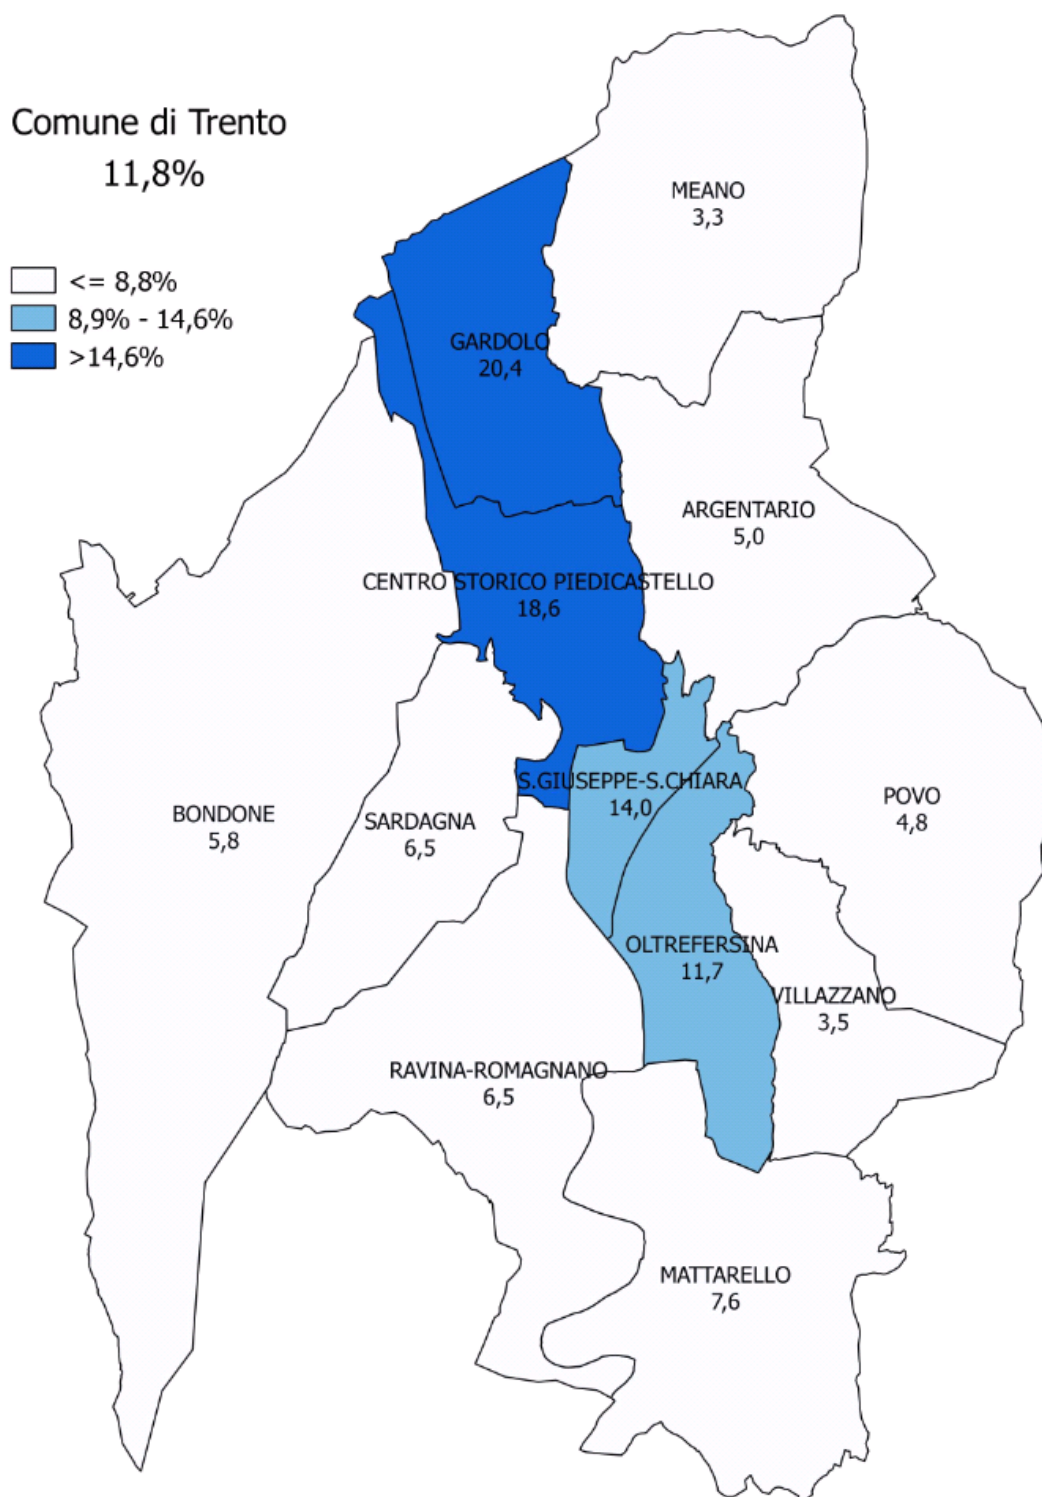 Comune di Trento
11,8%
<= 8,8%
8,9% - 14,6%
>14,6%
MEANO
3,3
GARDOLO
20,4
ARGENTARIO
5,0
CENTRO STORICO PIEDICASTELLO
18,6
S.GIUSEPPE-S.CHIARA
14,0
POVO
4,8
BONDONE
5,8
SARDAGNA
6,5
OLTREFERSINA
11,7
VILLAZZANO
3,5
RAVINA-ROMAGNANO
6,5
MATTARELLO
7,6